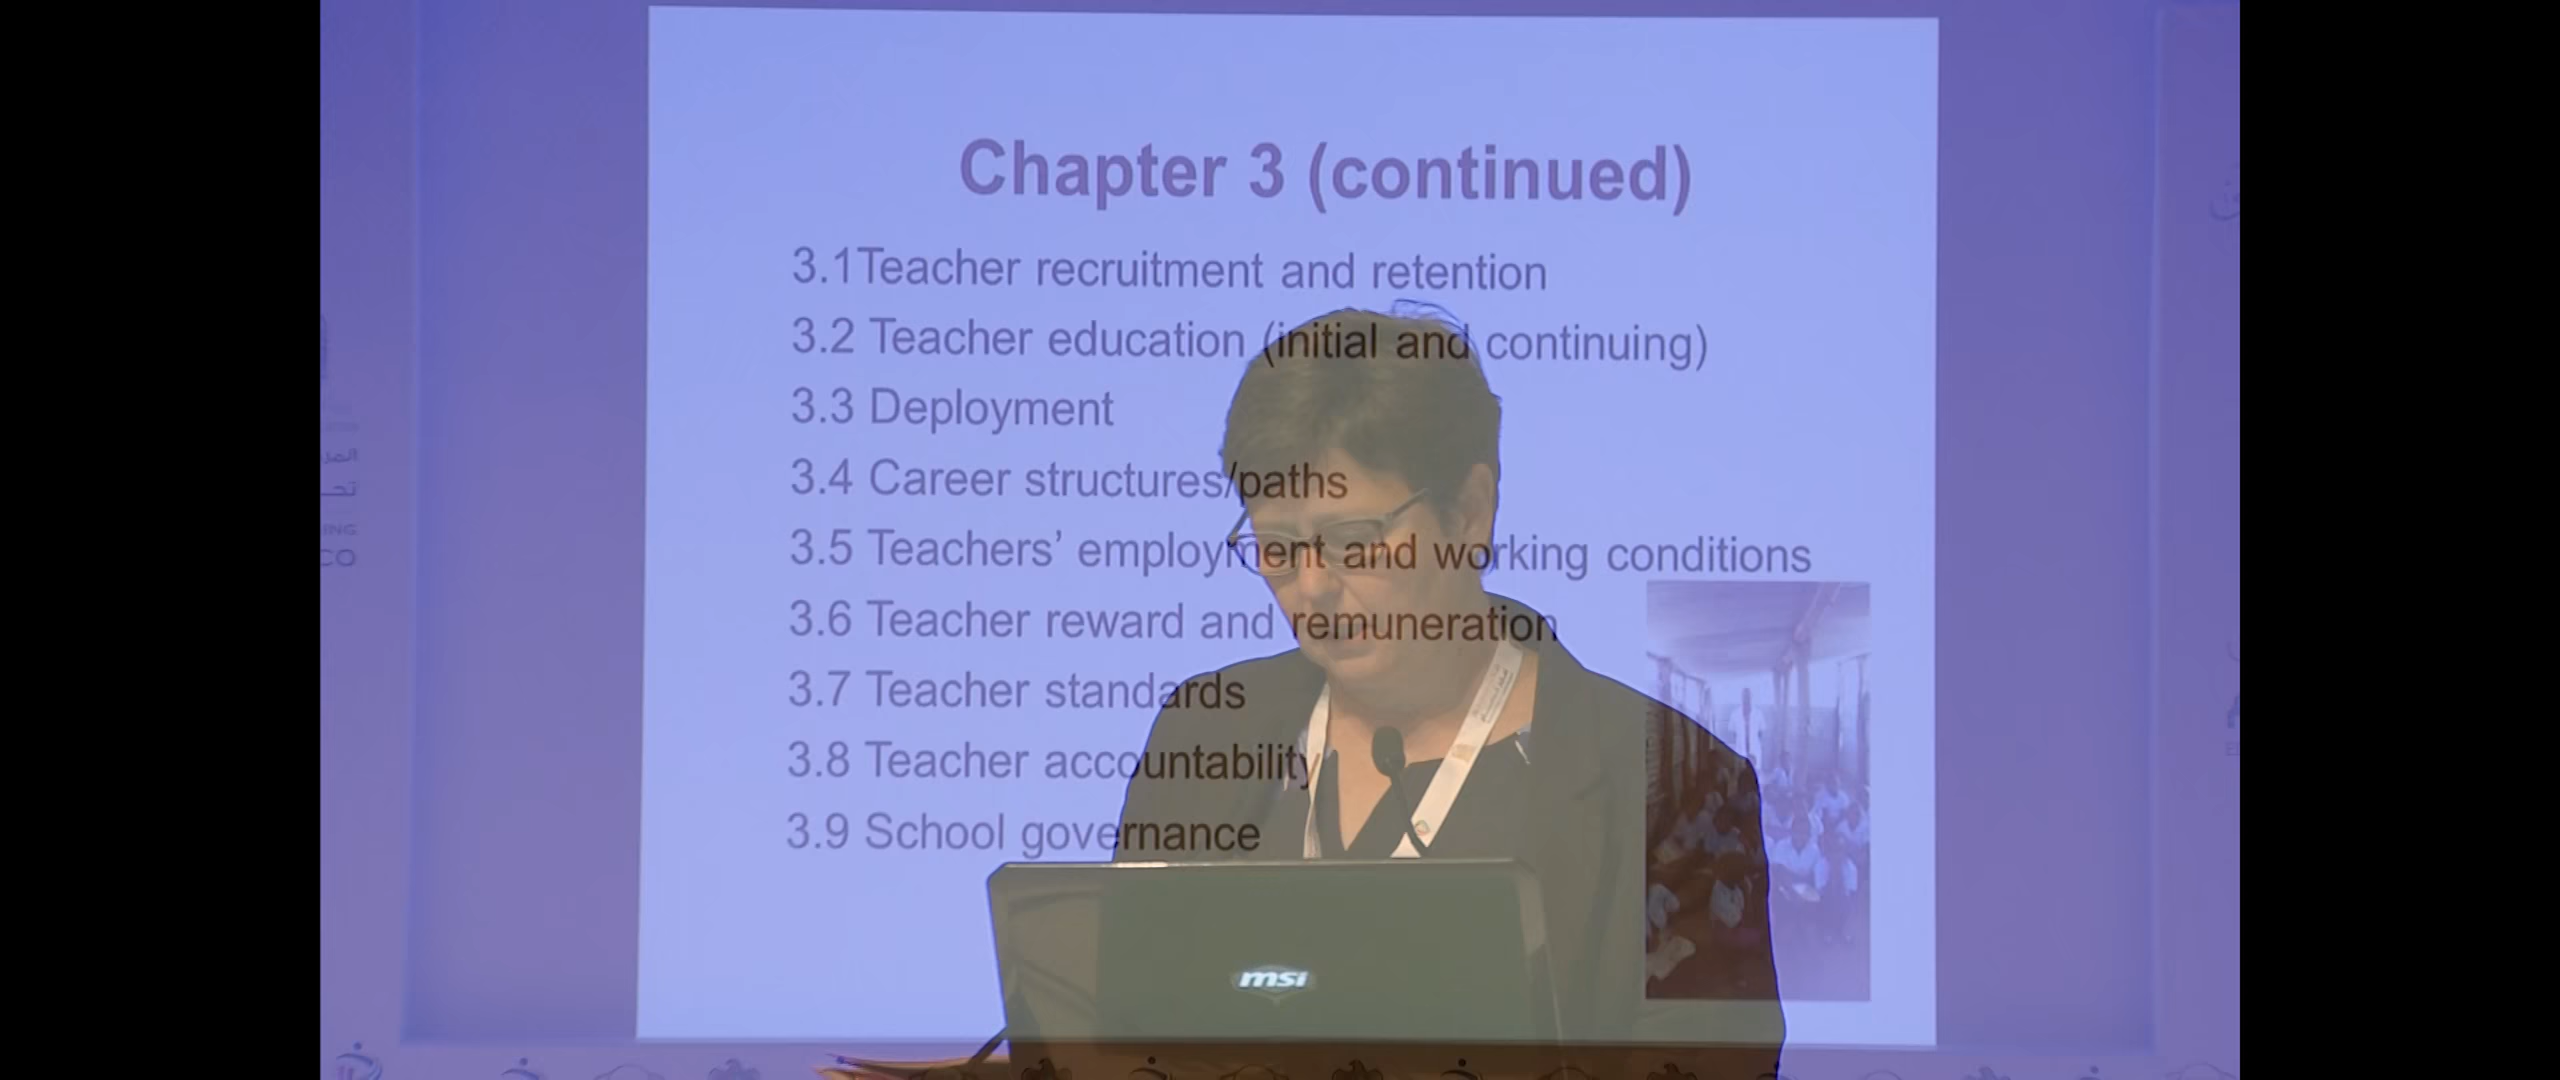 Chapter 3 (continued)
3.1Teacher recruitment and retention
3.2 Teacher education (initial and continuing)
3.3 Deployment
3.4 Career structures/paths
3.5 Teachers’ employment and working conditions
3.6 Teacher reward and remuneration
3.7 Teacher standards
3.8 Teacher accountability
3.9 School governance
msi